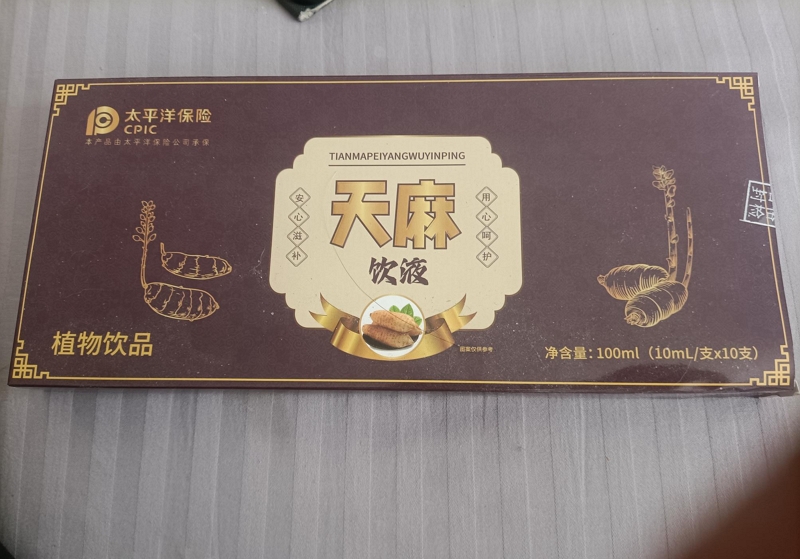 太平洋保险
CPIC
本产品由太平洋保险公司承保
TIANMAPEIYANGWUYINPING
安心滋补
天麻
用心呵护
饮液
植物饮品
图案仅供参考
净含量：100ml（10mL/支x10支）